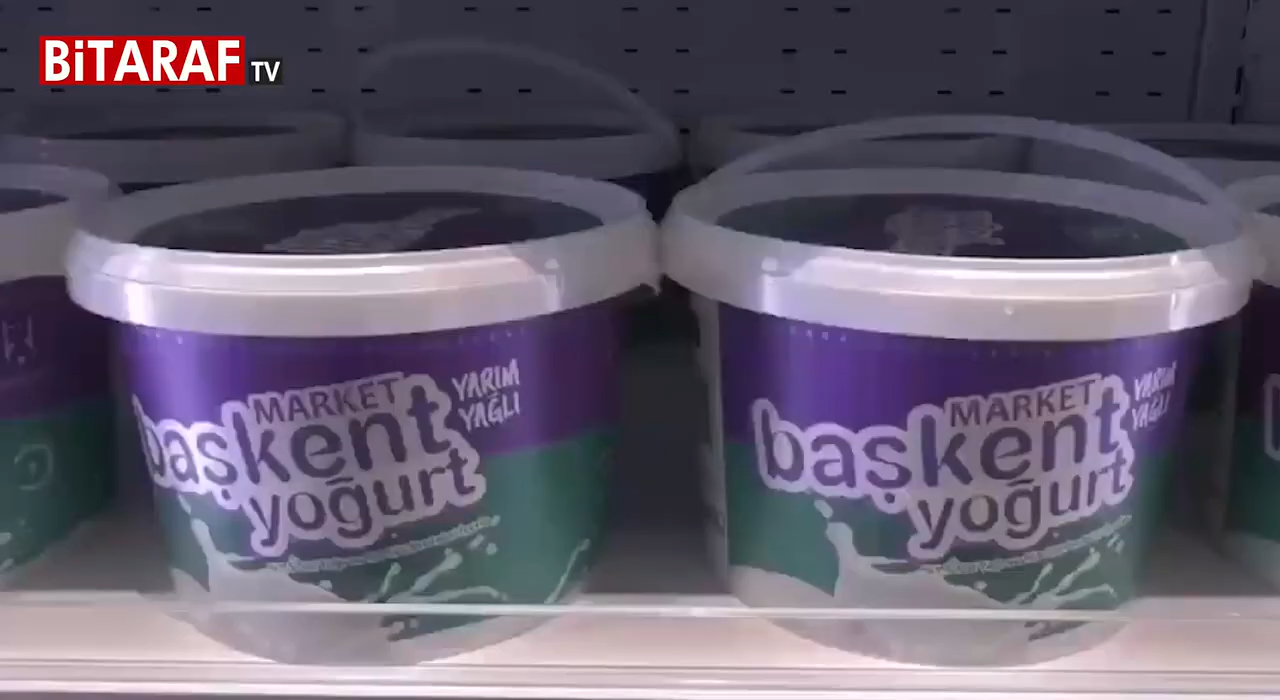 BiTARAF TV
MARKET
başkent
yoğurt
YARIM
YAĞLI
MARKET
başkent
yoğurt
YARIM
YAĞLI